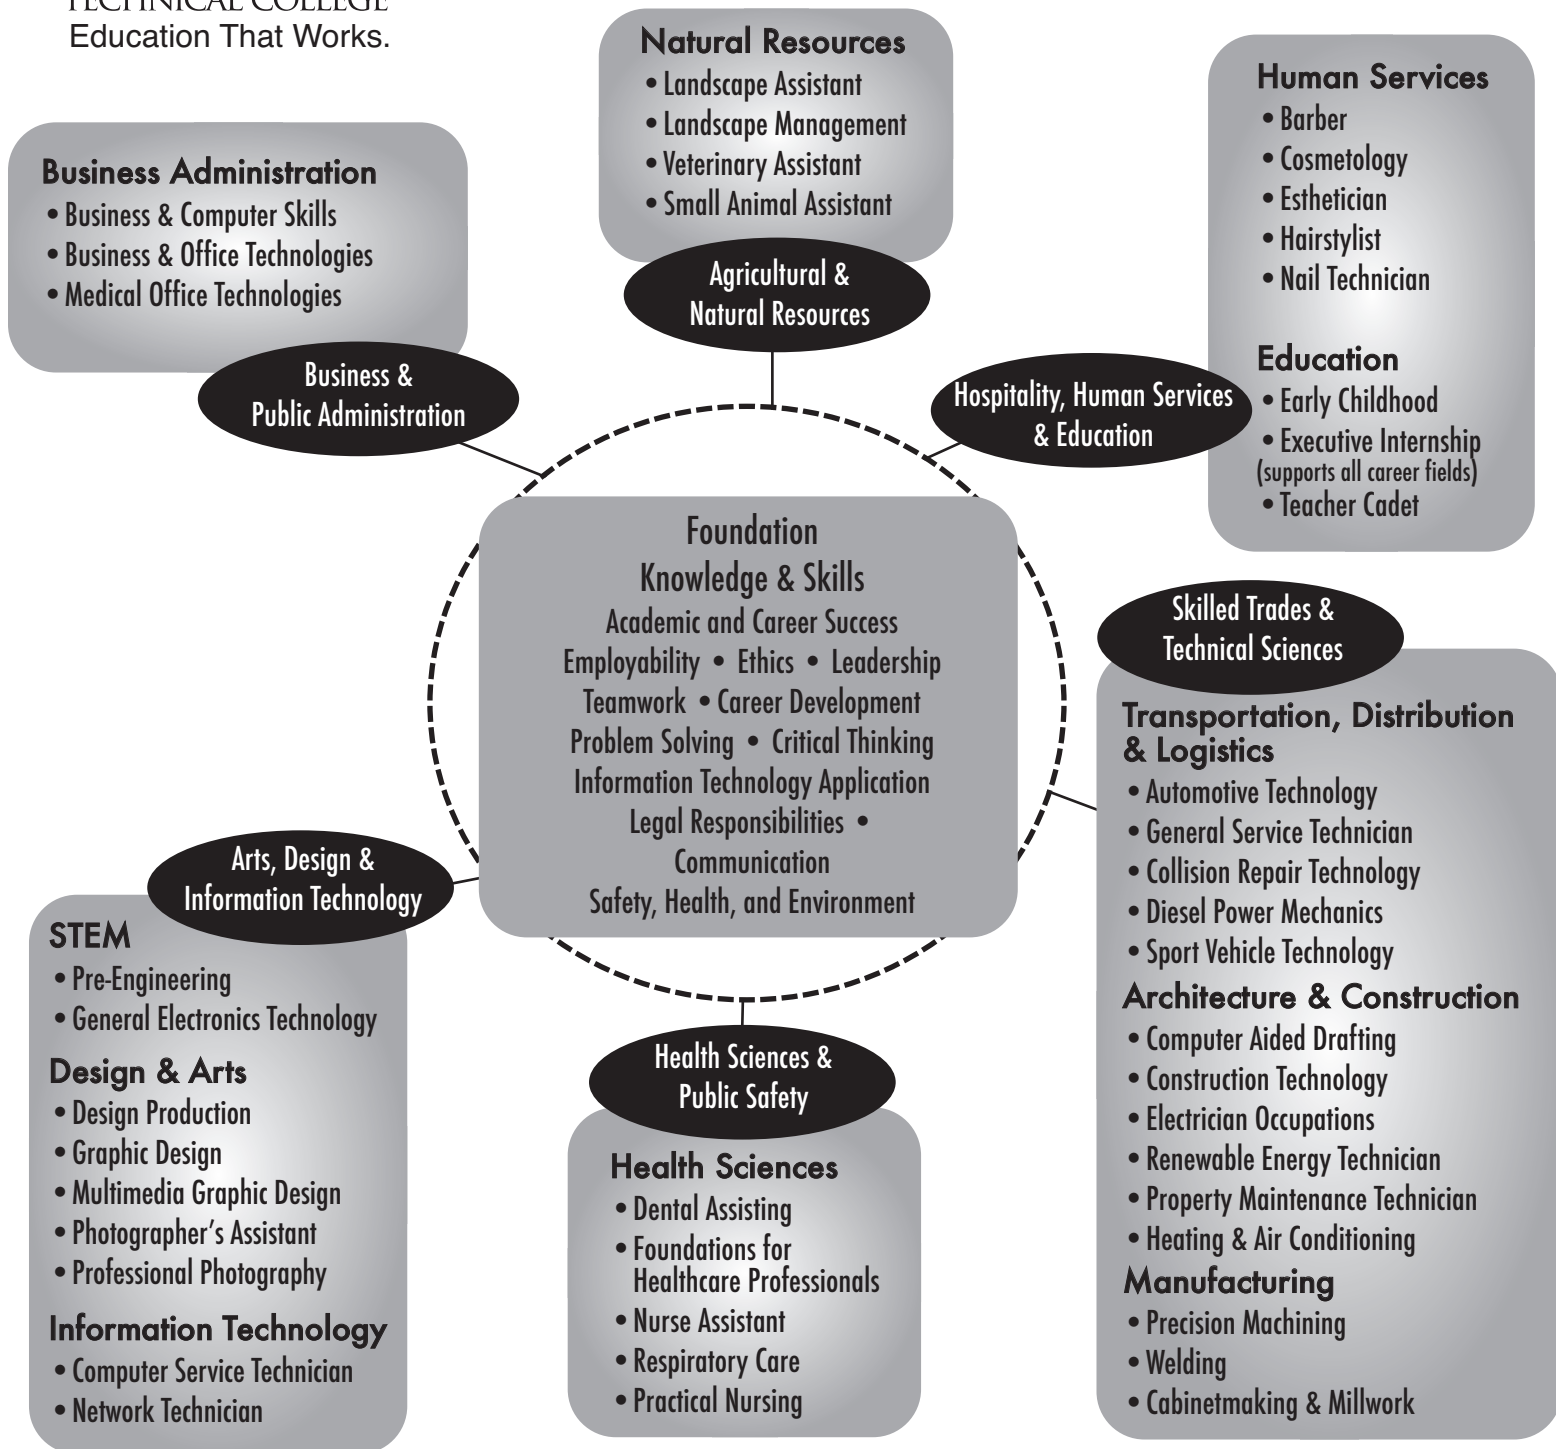 TECHNICAL COLLEGE
Education That Works.
Natural Resources
• Landscape Assistant
• Landscape Management
• Veterinary Assistant
• Small Animal Assistant
Agricultural &
Natural Resources
Human Services
• Barber
• Cosmetology
• Esthetician
• Hairstylist
• Nail Technician
Education
• Early Childhood
• Executive Internship
(supports all career fields)
• Teacher Cadet
Hospitality, Human Services
& Education
Business Administration
• Business & Computer Skills
• Business & Office Technologies
• Medical Office Technologies
Business &
Public Administration
Foundation
Knowledge & Skills
Academic and Career Success
Employability • Ethics • Leadership
Teamwork • Career Development
Problem Solving • Critical Thinking
Information Technology Application
Legal Responsibilities •
Communication
Safety, Health, and Environment
Skilled Trades &
Technical Sciences
Transportation, Distribution
& Logistics
• Automotive Technology
• General Service Technician
• Collision Repair Technology
• Diesel Power Mechanics
• Sport Vehicle Technology
Architecture & Construction
• Computer Aided Drafting
• Construction Technology
• Electrician Occupations
• Renewable Energy Technician
• Property Maintenance Technician
• Heating & Air Conditioning
Manufacturing
• Precision Machining
• Welding
• Cabinetmaking & Millwork
Arts, Design &
Information Technology
STEM
• Pre-Engineering
• General Electronics Technology
Design & Arts
• Design Production
• Graphic Design
• Multimedia Graphic Design
• Photographer’s Assistant
• Professional Photography
Information Technology
• Computer Service Technician
• Network Technician
Health Sciences &
Public Safety
Health Sciences
• Dental Assisting
• Foundations for
Healthcare Professionals
• Nurse Assistant
• Respiratory Care
• Practical Nursing